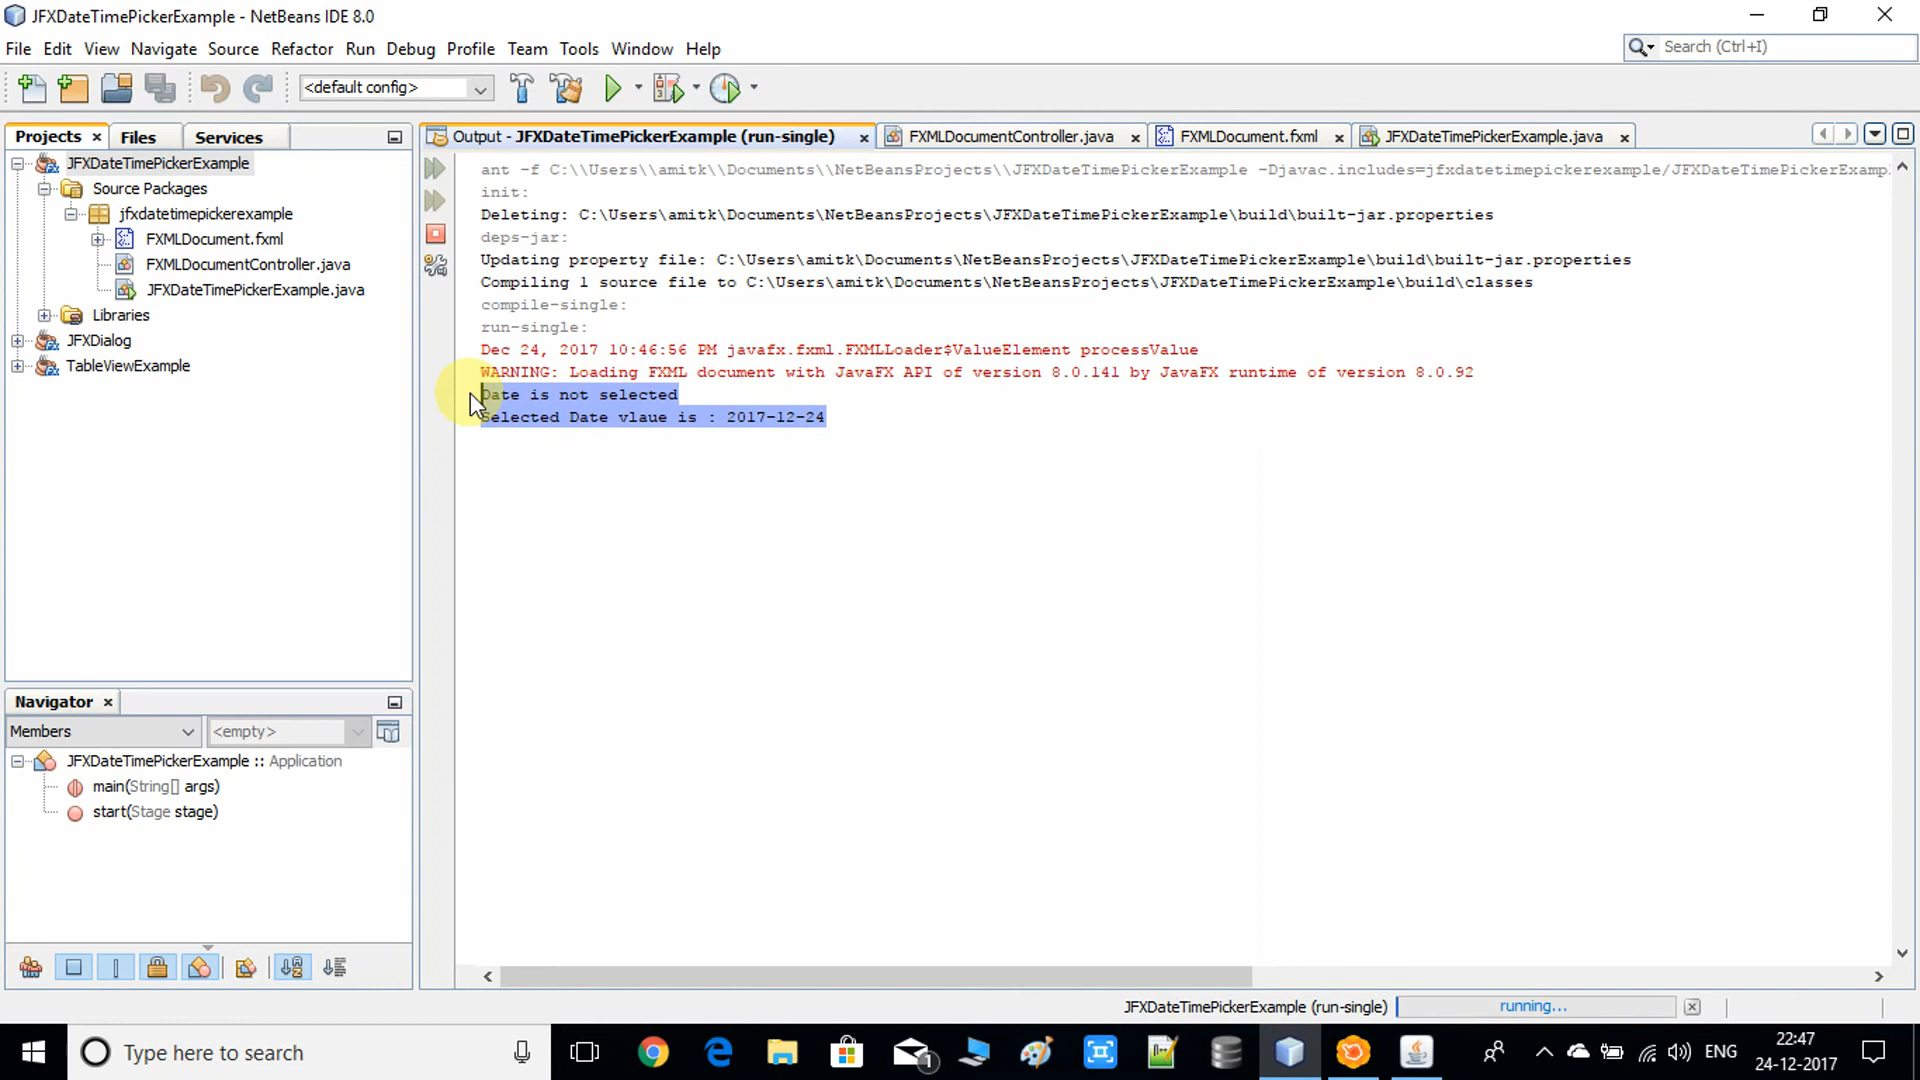 JFXDateTimePickerExample - NetBeans IDE 8.0
File Edit View Navigate Source Refactor Run Debug Profile Team Tools Window Help
Search (Ctrl+I)
<default config>
Projects Files Services
Output - JFXDateTimePickerExample (run-single) FXMLDocumentController.java FXMLDocument.fxml JFXDateTimePickerExample.java
JFXDateTimePickerExample
Source Packages
jfxdatetimepickerexample
FXMLDocument.fxml
FXMLDocumentController.java
JFXDateTimePickerExample.java
Libraries
JFXDialog
TableViewExample
ant -f C:\\Users\\amitk\\Documents\\NetBeansProjects\\JFXDateTimePickerExample -Djavac.includes=jfxdatetimepickerexample/JFXDateTimePickerExamp
init:
Deleting: C:\Users\amitk\Documents\NetBeansProjects\JFXDateTimePickerExample\build\built-jar.properties
deps-jar:
Updating property file: C:\Users\amitk\Documents\NetBeansProjects\JFXDateTimePickerExample\build\built-jar.properties
Compiling 1 source file to C:\Users\amitk\Documents\NetBeansProjects\JFXDateTimePickerExample\build\classes
compile-single:
run-single:
Dec 24, 2017 10:46:56 PM javafx.fxml.FXMLLoader$ValueElement processValue
WARNING: Loading FXML document with JavaFX API of version 8.0.141 by JavaFX runtime of version 8.0.92
Date is not selected
Selected Date vlaue is : 2017-12-24
Navigator
Members <empty>
JFXDateTimePickerExample :: Application
main(String[] args)
start(Stage stage)
JFXDateTimePickerExample (run-single) running...
Type here to search
1
ENG
22:47
24-12-2017